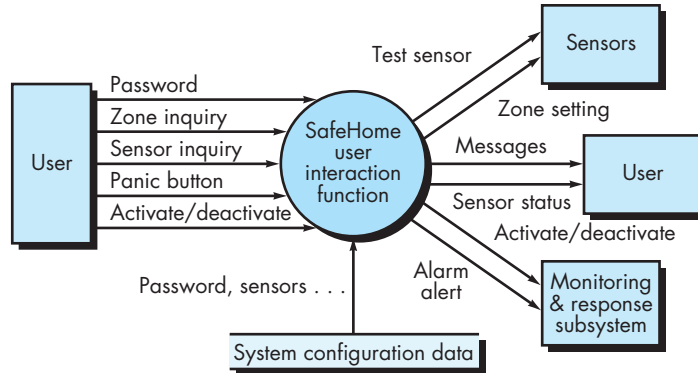 User
Password
Zone inquiry
Sensor inquiry
Panic button
Activate/deactivate
SafeHome
user
interaction
function
Password, sensors . . .
System configuration data
Test sensor
Zone setting
Sensors
Messages
Sensor status
User
Activate/deactivate
Alarm
alert
Monitoring
& response
subsystem